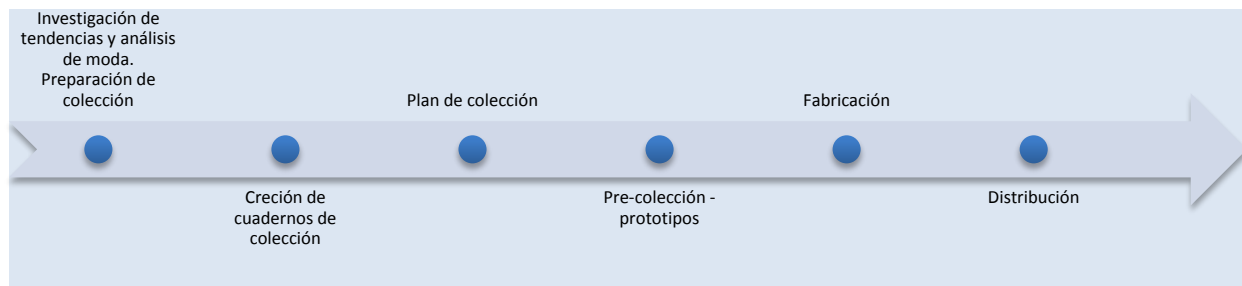 Investigación de
tendencias y análisis
de moda.
Preparación de
colección
Creción de
cuadernos de
colección
Plan de colección
Pre-colección -
prototipos
Fabricación
Distribución